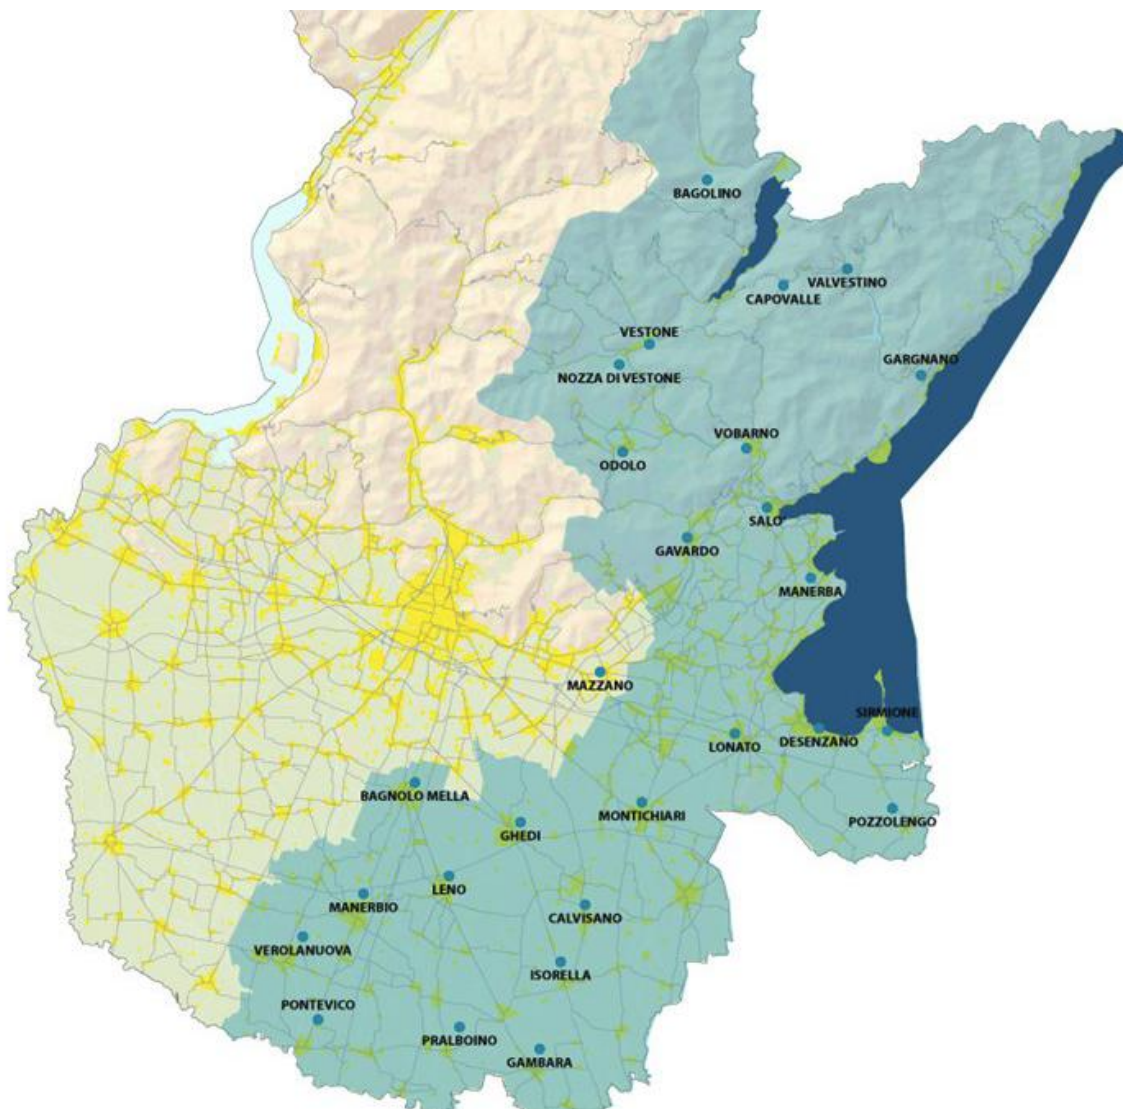 BAGOLINO
VALVESTINO
CAPOVALLE
VESTONE
GARGNANO
NOZZA DI VESTONE
VOBARNO
ODOLO
SALO'
GAVARDO
MANERBA
MAZZANO
SIRMIONE
DESENZANO
LONATO
BAGNOLO MELLA
MONTICHIARI
POZZOLENGO
GHEDI
LENO
MANERBIO
CALVISANO
VEROLANUOVA
ISORELLA
PONTEVICO
PRALBOINO
GAMBARA